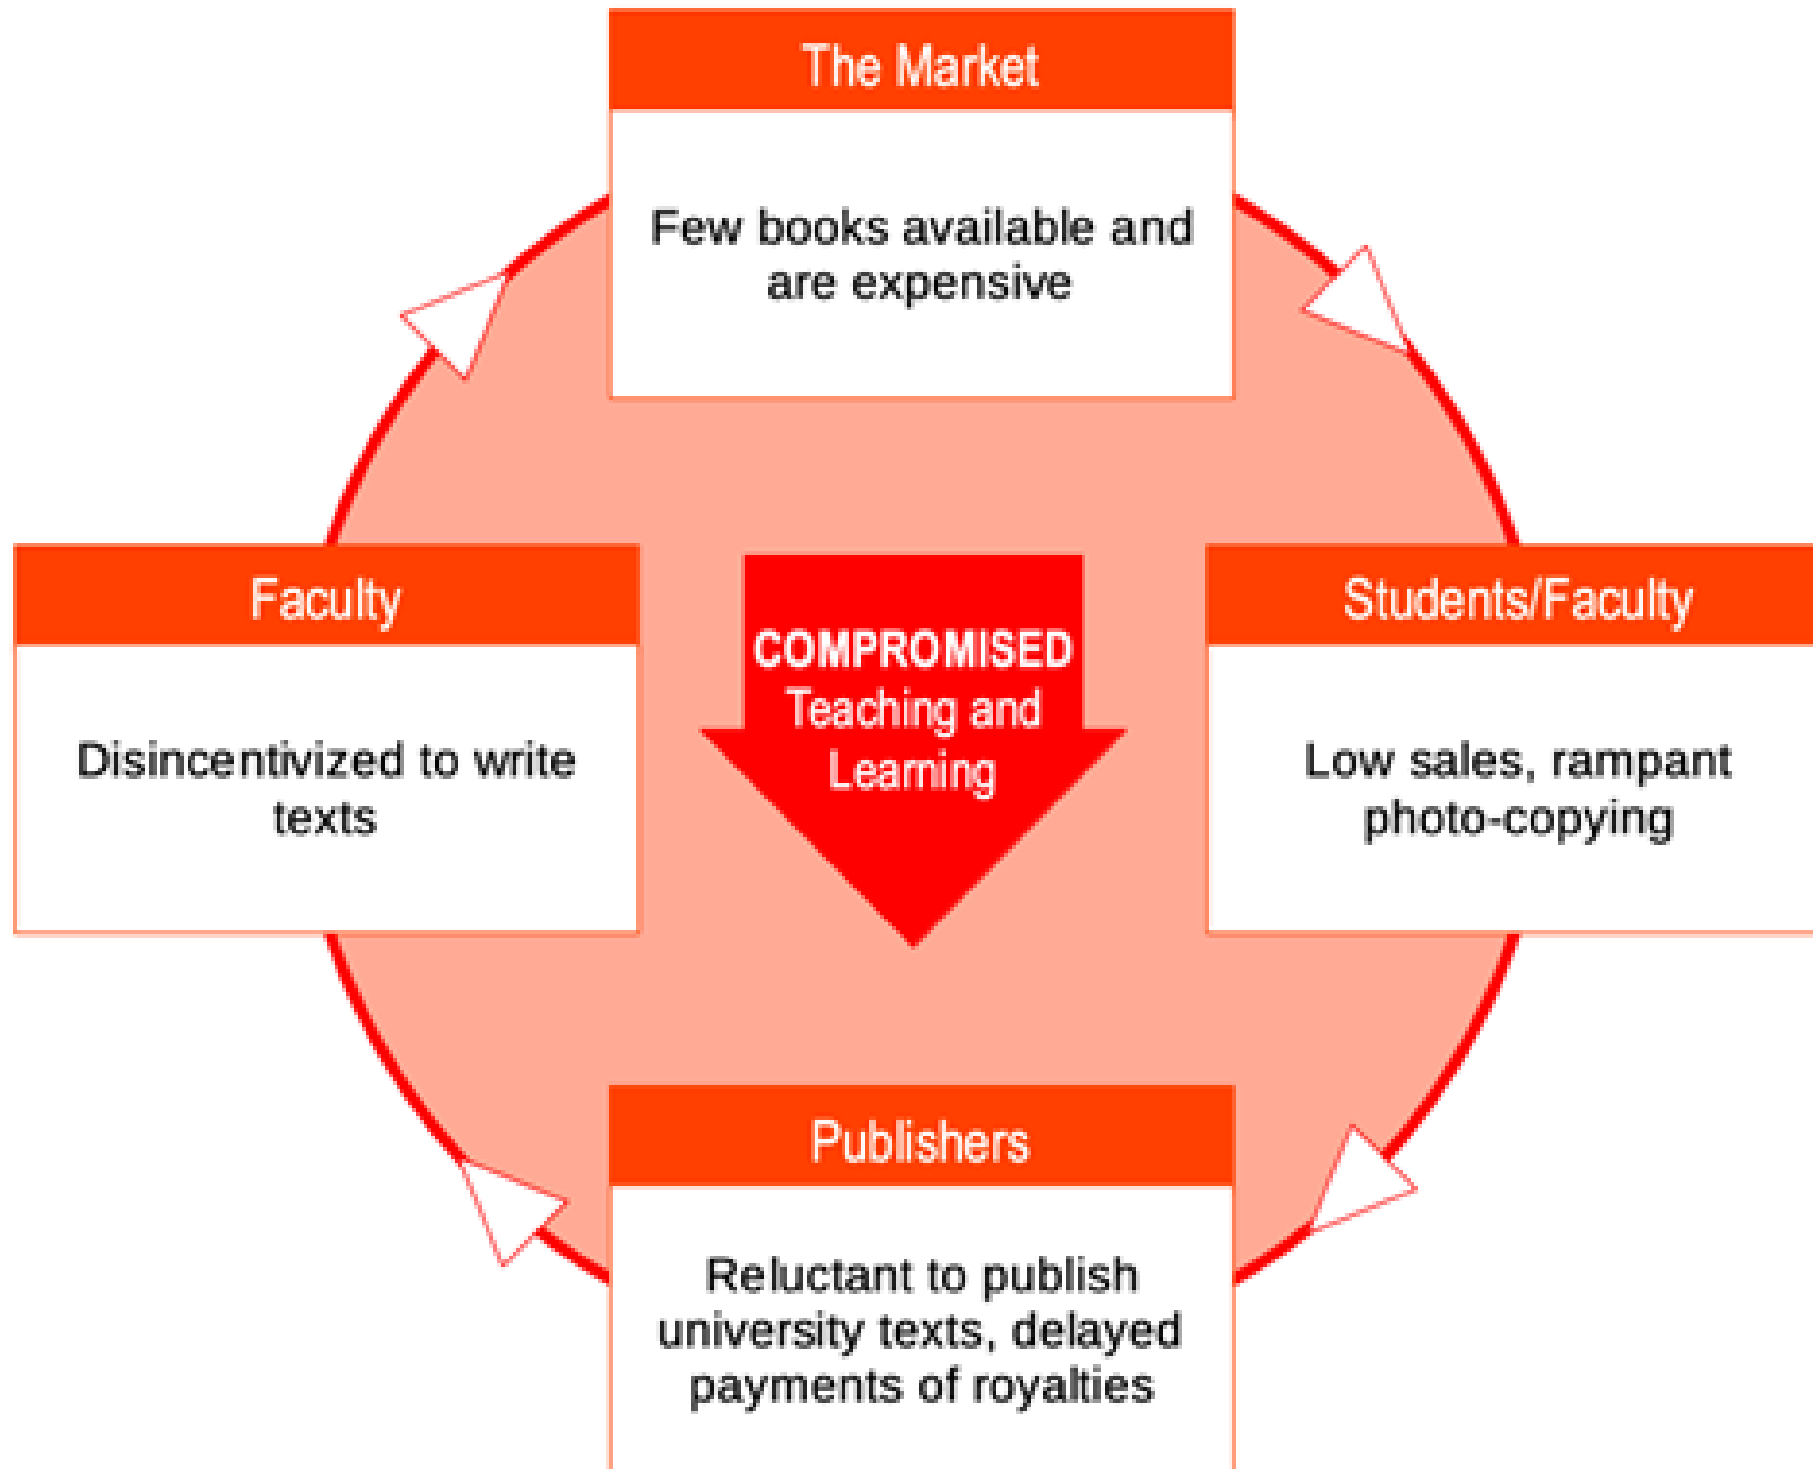 The Market
Few books available and
are expensive
Faculty
Disincentivized to write
texts
COMPROMISED
Teaching and
Learning
Students/Faculty
Low sales, rampant
photo-copying
Publishers
Reluctant to publish
university texts, delayed
payments of royalties